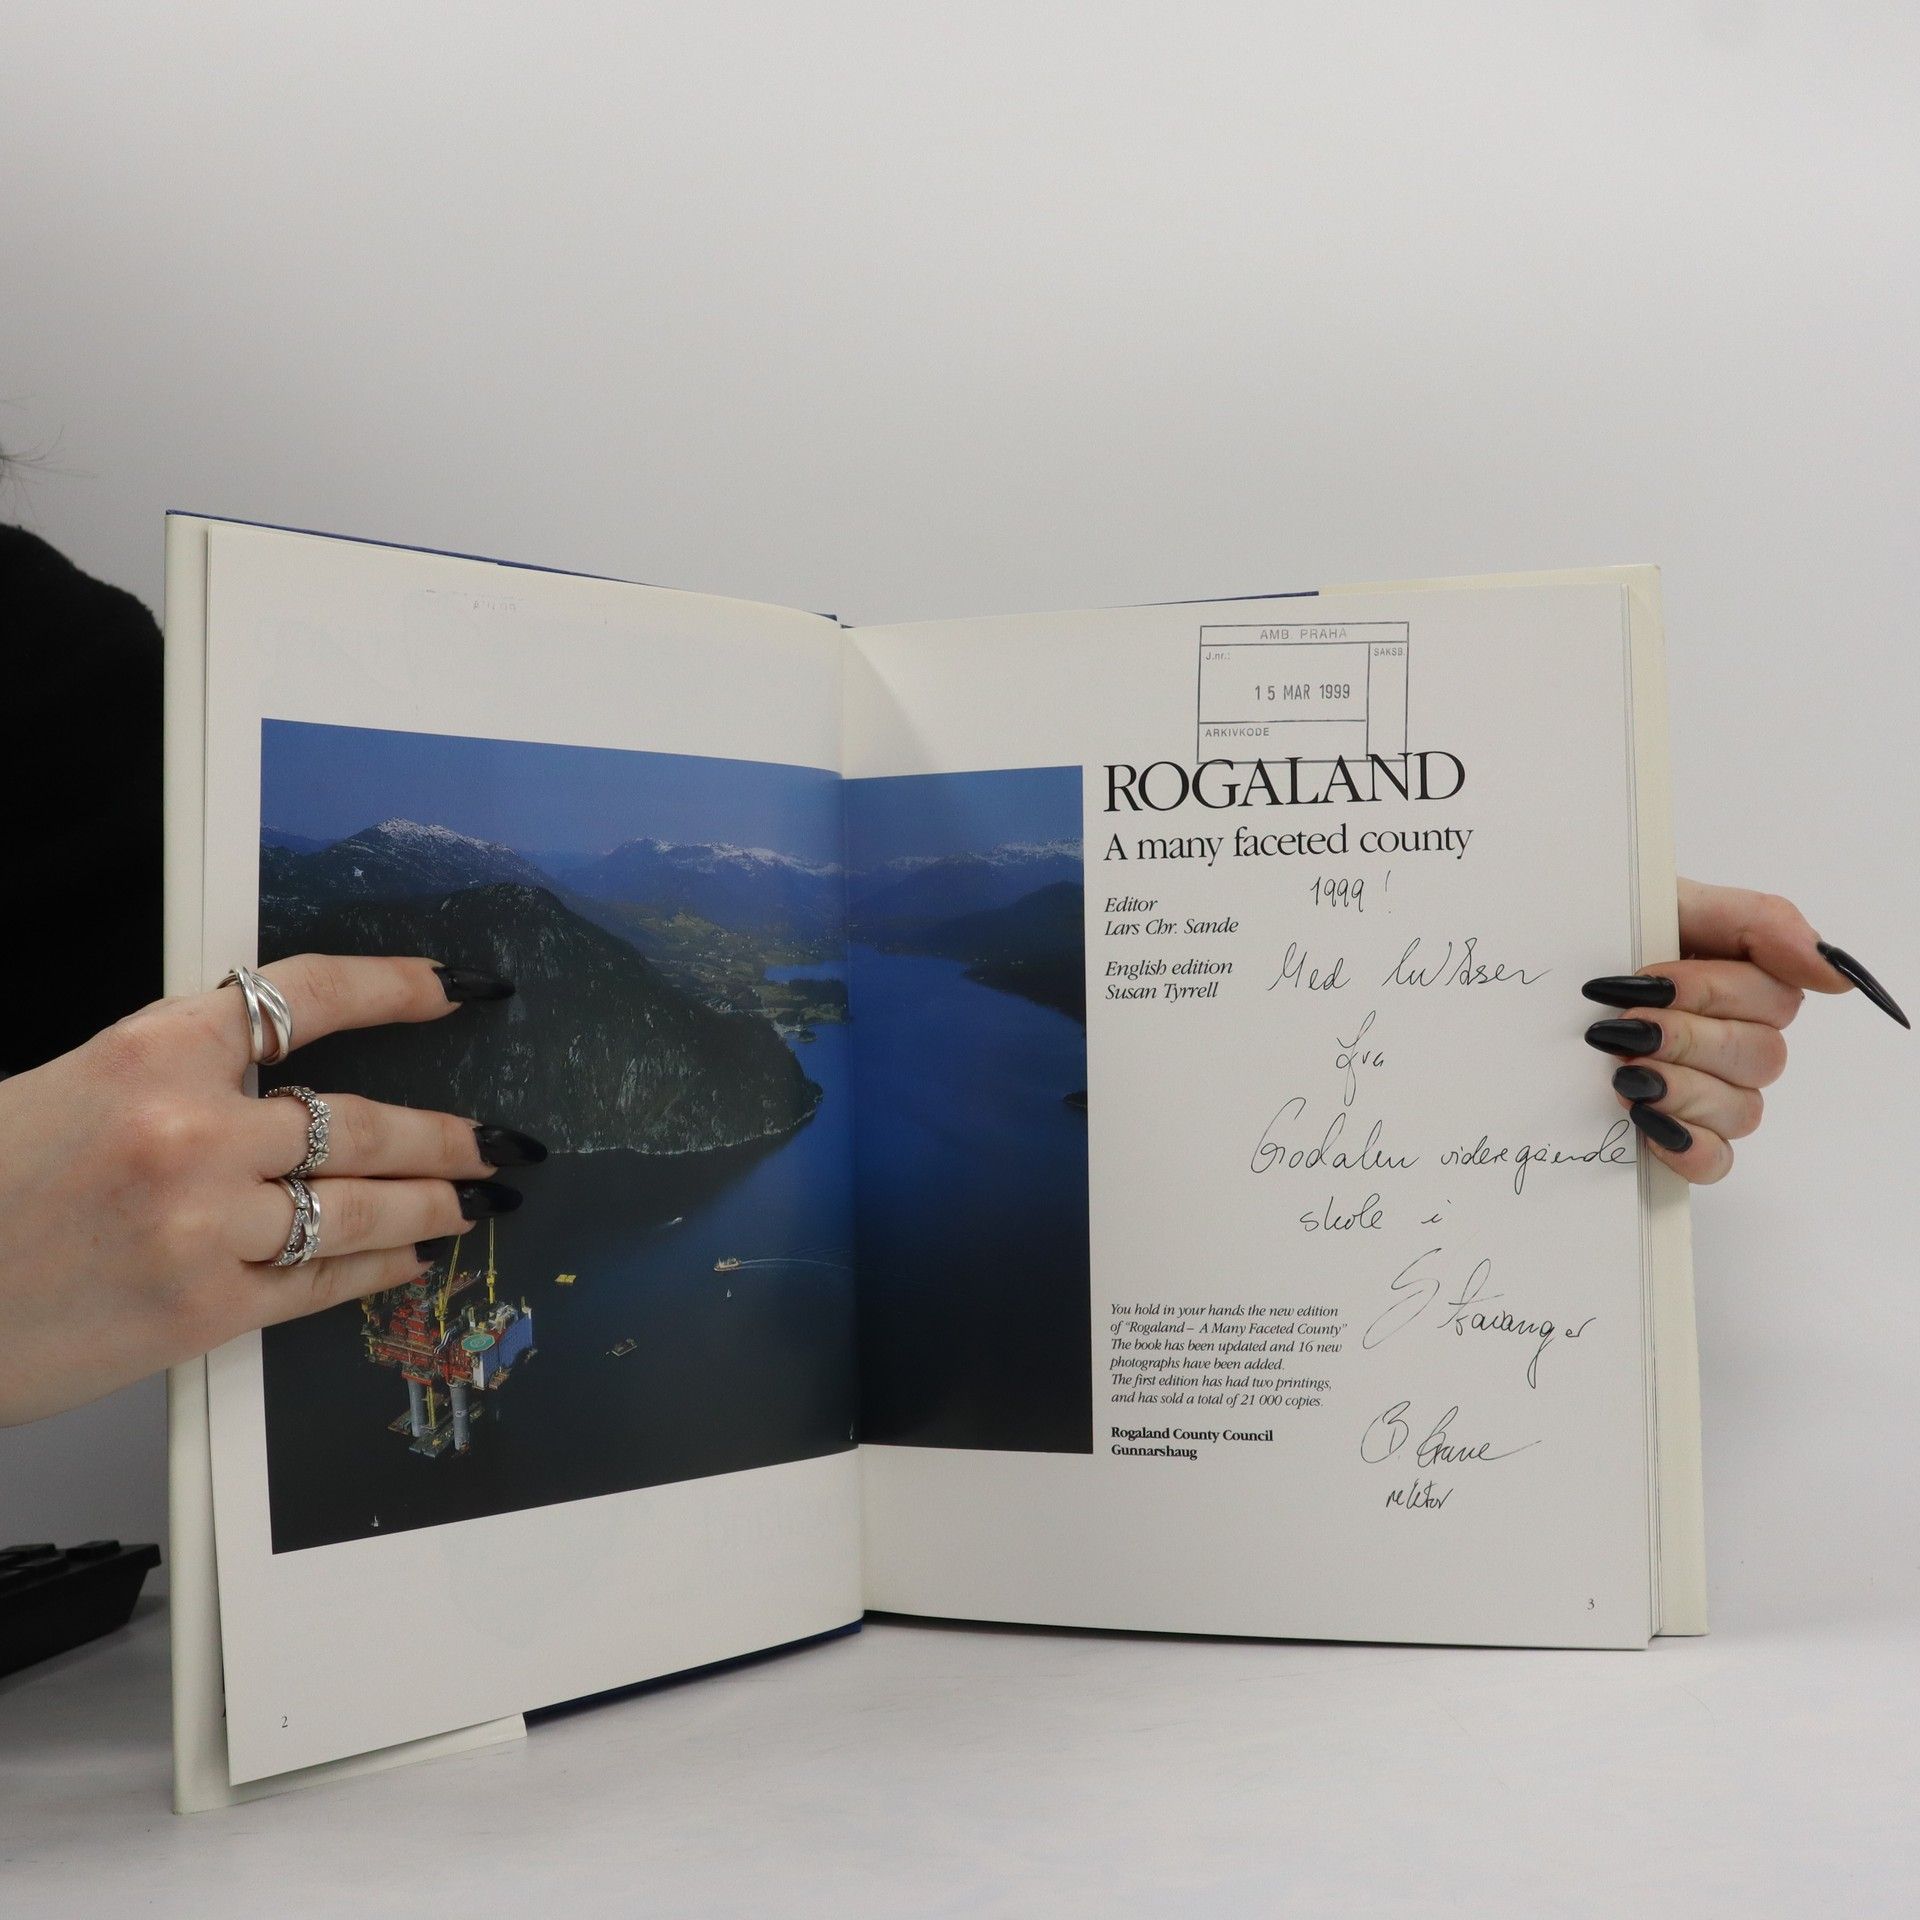 AMB. PRAHA
J.nr.:
SAKSB.
15 MAR 1999
ARKIVKODE
ROGALAND
A many faceted county
1999!
Editor
Lars Chr. Sande
English edition
Susan Tyrrell
Med
fra
Godalen videregående
skole i
Stavanger
You hold in your hands the new edition
of “Rogaland – A Many Faceted County”
The book has been updated and 16 new
photographs have been added.
The first edition has had two printings,
and has sold a total of 21 000 copies.
Rogaland County Council
Gunnarshaug
B.
rektor
2
3